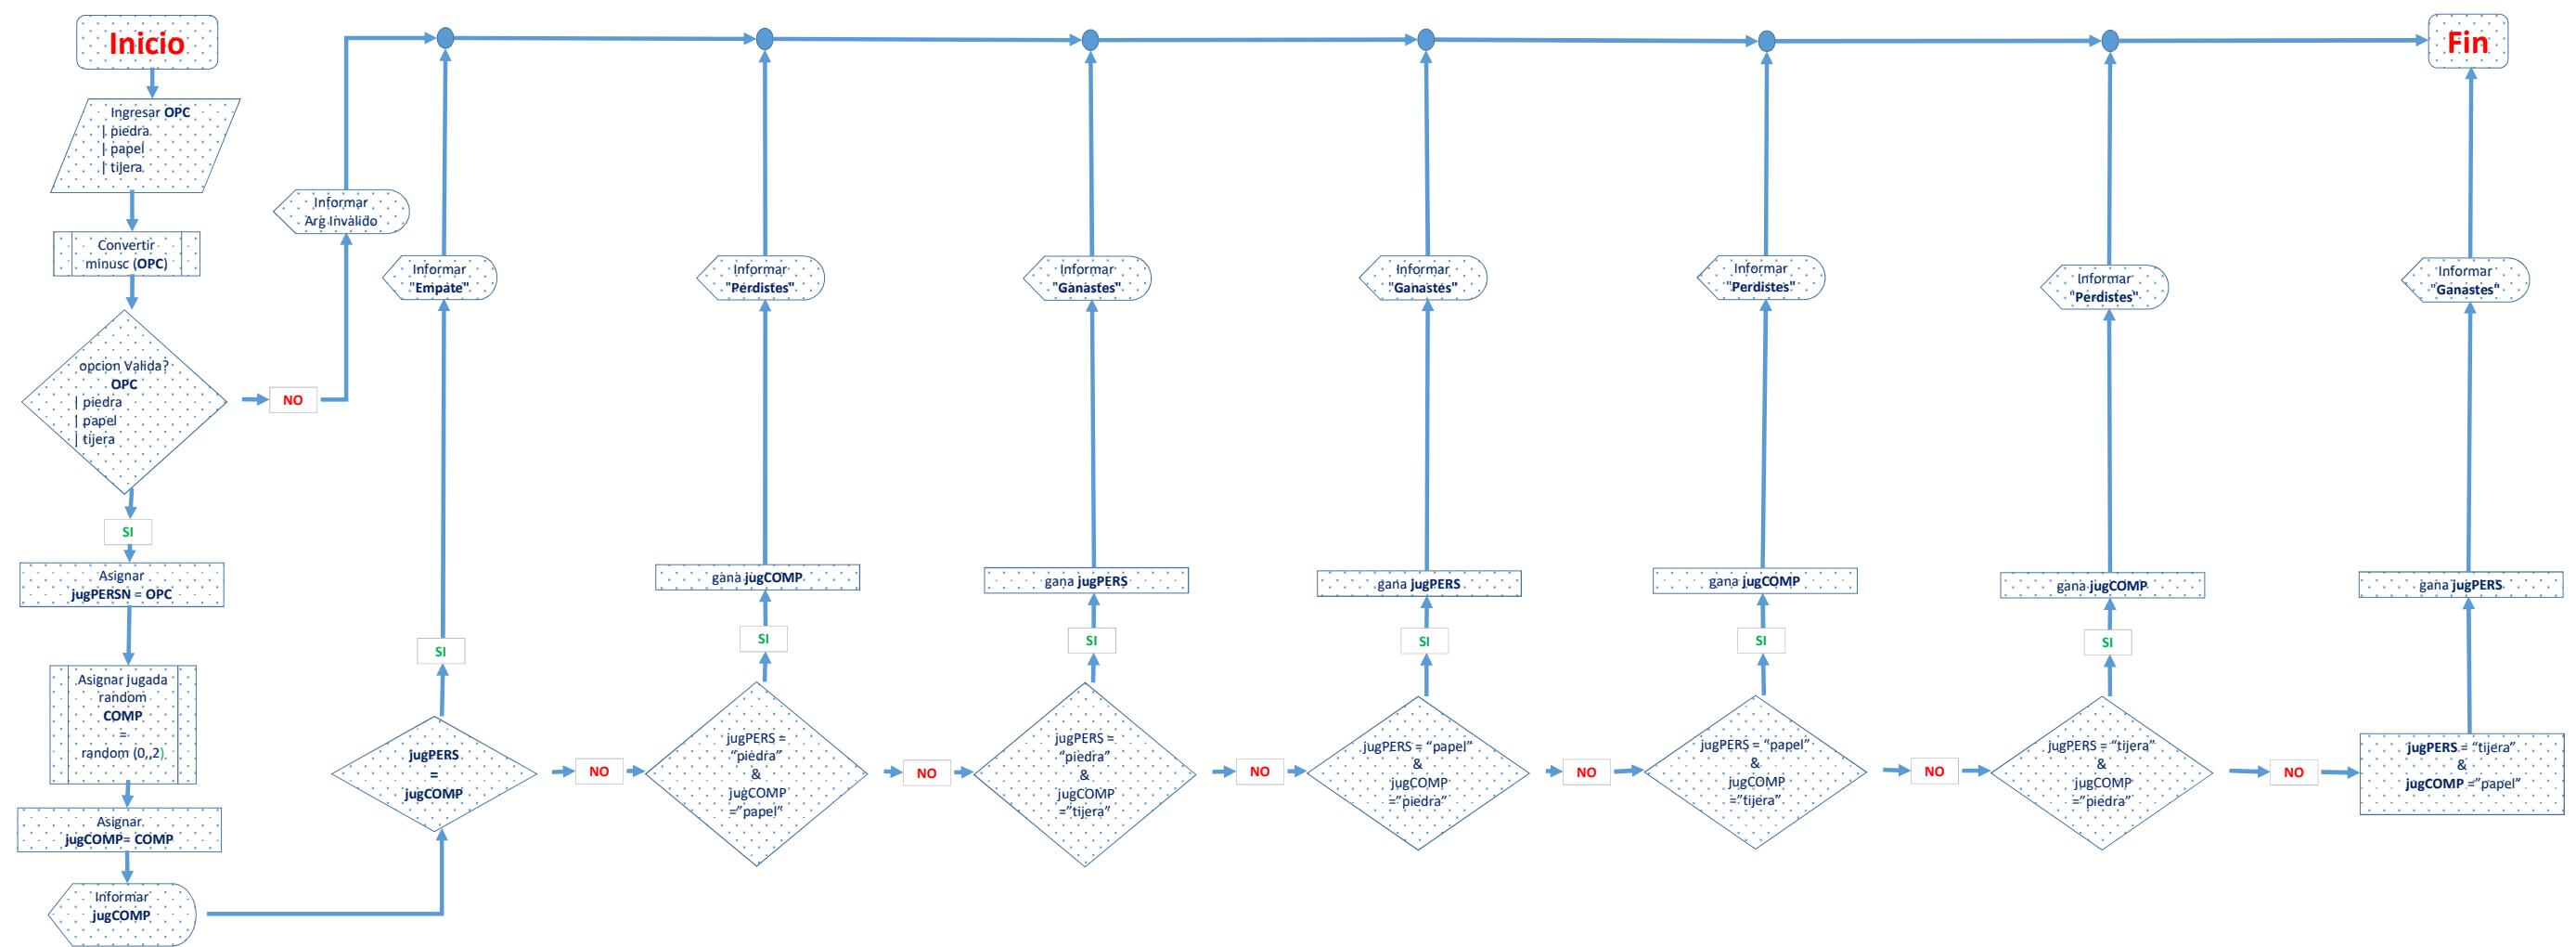 Inicio
Ingresar OPC
| piedra
| papel
| tijera
Convertir
minusc (OPC)
opcion Valida?
OPC
| piedra
| papel
| tijera
NO
Informar
Arg Invalido
SI
Asignar
jugPERSN = OPC
Asignar jugada
random
COMP
=
random (0,,2)
Asignar
jugCOMP= COMP
Informar
jugCOMP
jugPERS
=
jugCOMP
SI
Informar
"Empate"
NO
jugPERS =
“piedra”
&
jugCOMP
=”papel”
SI
gana jugCOMP
Informar
"Perdistes"
NO
jugPERS =
“piedra”
&
jugCOMP
=”tijera”
SI
gana jugPERS
Informar
"Ganastes"
NO
jugPERS = “papel”
&
jugCOMP
=”piedra”
SI
gana jugPERS
Informar
"Ganastes"
NO
jugPERS = “papel”
&
jugCOMP
=”tijera”
SI
gana jugCOMP
Informar
"Perdistes"
NO
jugPERS = “tijera”
&
jugCOMP
=”piedra”
SI
gana jugCOMP
Informar
"Perdistes"
NO
jugPERS = “tijera”
&
jugCOMP =”papel”
gana jugPERS
Informar
"Ganastes"
Fin